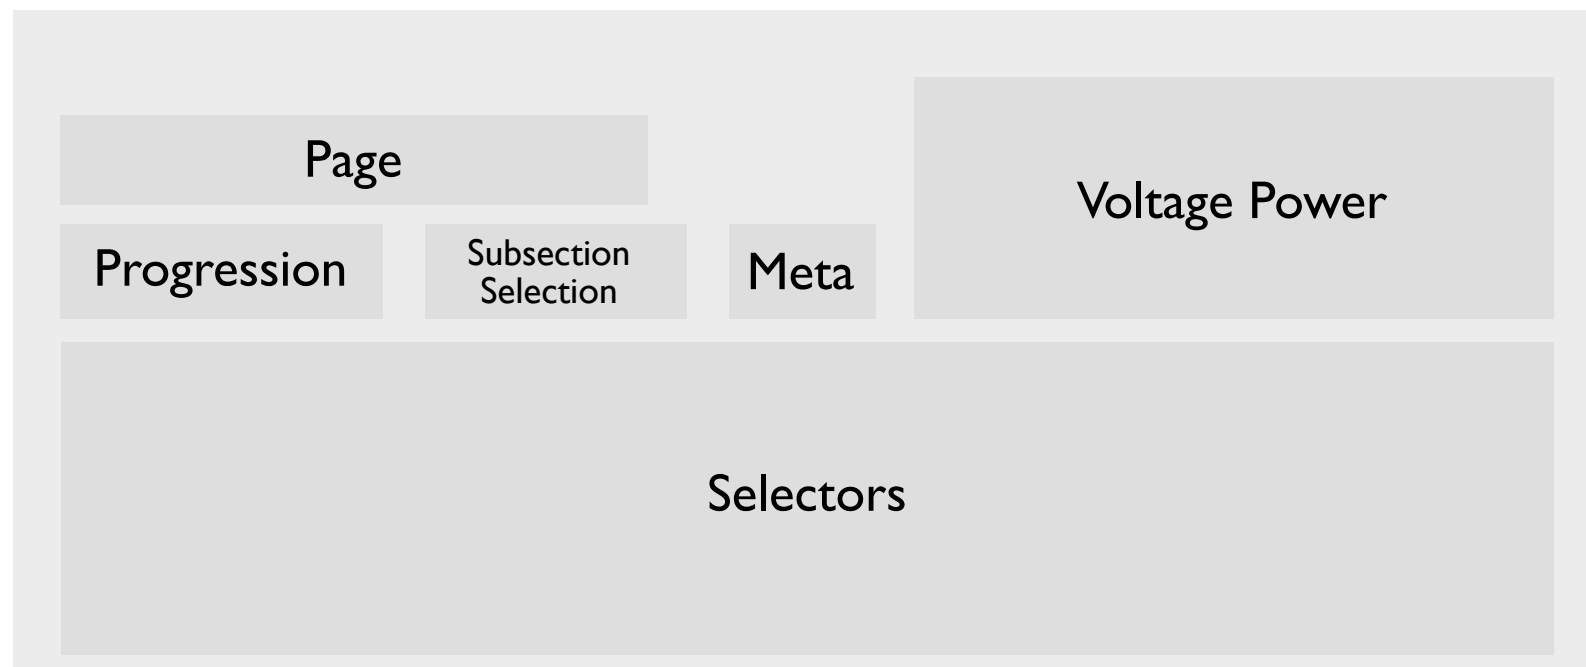 Page
Voltage Power
Progression
Subsection
Selection
Meta
Selectors